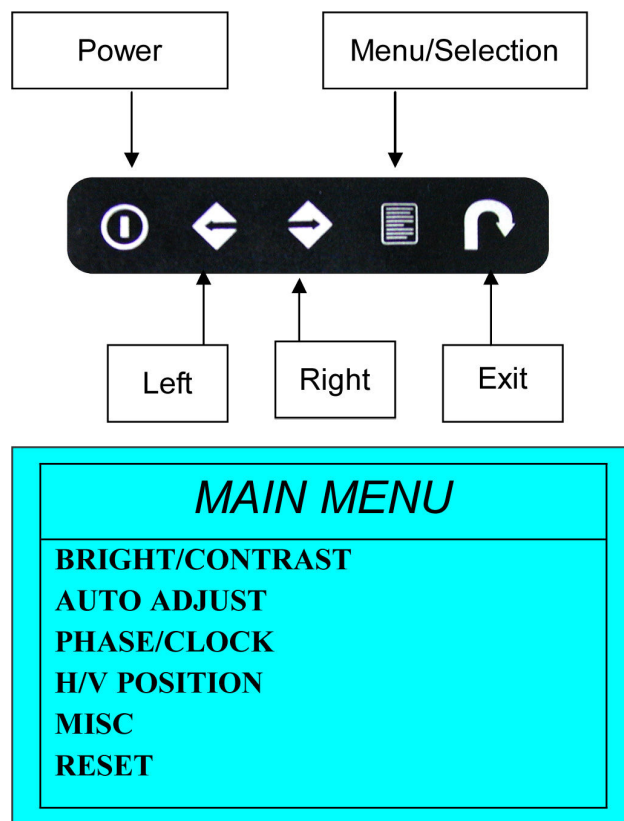 Power
Menu/Selection
Left
Right
Exit
MAIN MENU
BRIGHT/CONTRAST
AUTO ADJUST
PHASE/CLOCK
H/V POSITION
MISC
RESET